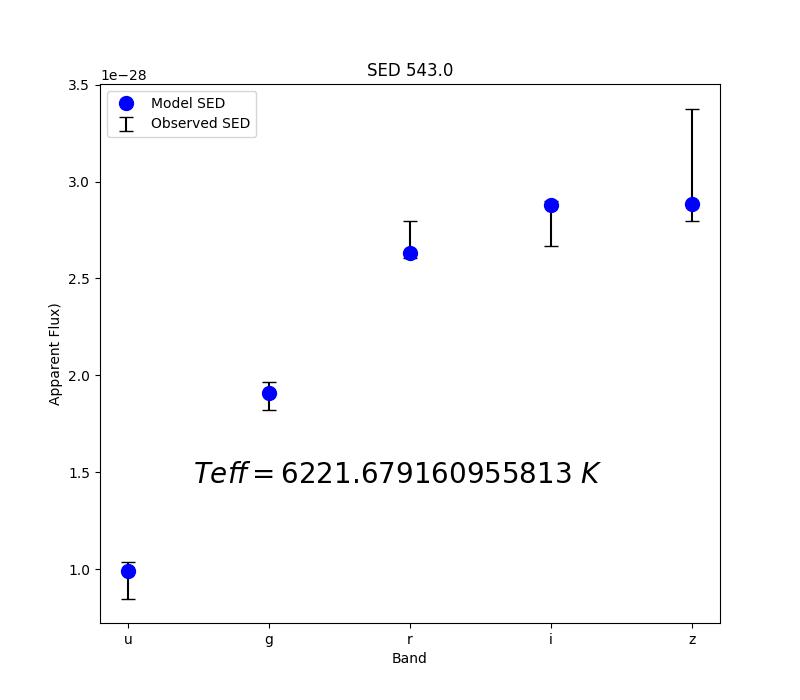 SED 543.0
1e−28
Model SED
Observed SED
3.5
3.0
2.5
2.0
1.5
1.0
Apparent Flux)
Teff = 6221.679160955813 K
u g r i z
Band